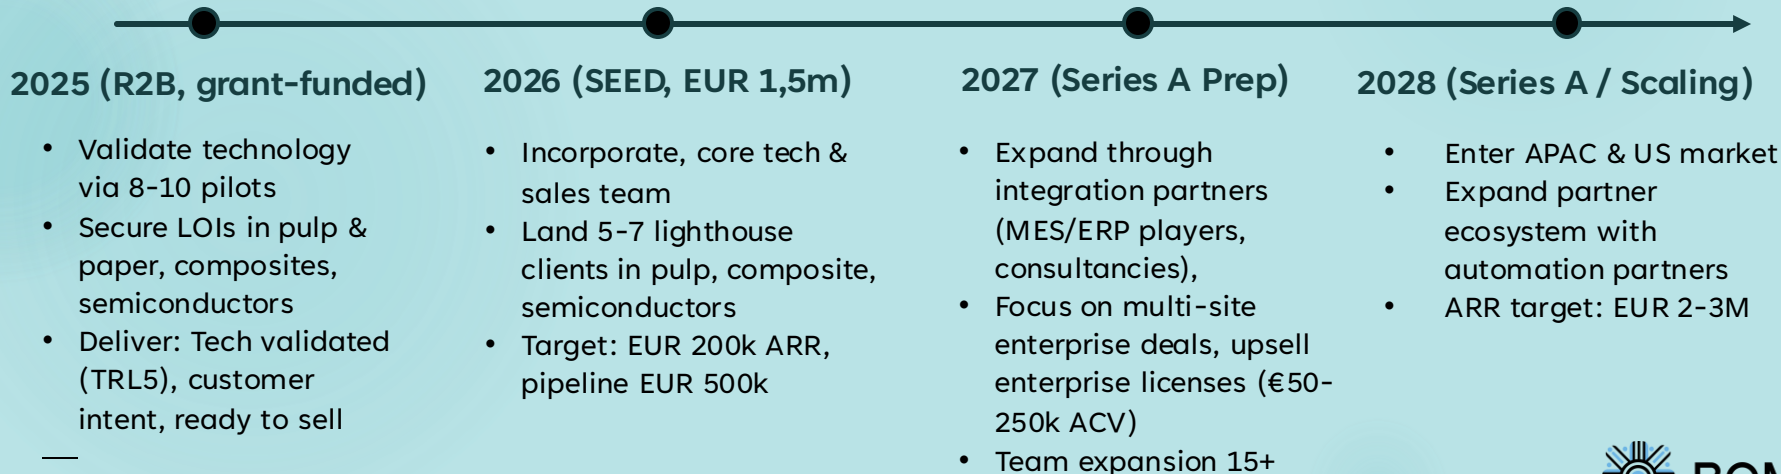 2025 (R2B, grant-funded)
• Validate technology
via 8-10 pilots
• Secure LOIs in pulp &
paper, composites,
semiconductors
• Deliver: Tech validated
(TRL5), customer
intent, ready to sell
2026 (SEED, EUR 1,5m)
• Incorporate, core tech &
sales team
• Land 5-7 lighthouse
clients in pulp, composite,
semiconductors
• Target: EUR 200k ARR,
pipeline EUR 500k
2027 (Series A Prep)
• Expand through
integration partners
(MES/ERP players,
consultancies),
• Focus on multi-site
enterprise deals, upsell
enterprise licenses (€50-
250k ACV)
• Team expansion 15+
2028 (Series A / Scaling)
• Enter APAC & US market
• Expand partner
ecosystem with
automation partners
• ARR target: EUR 2-3M